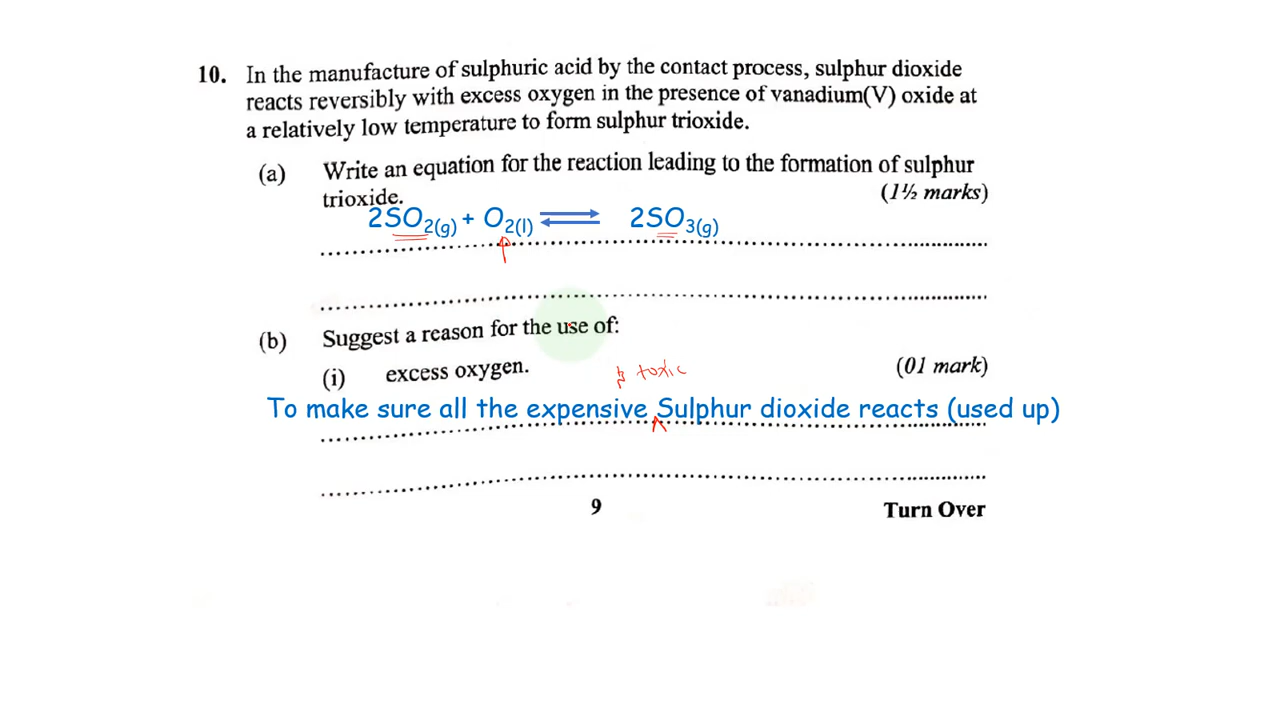 10. In the manufacture of sulphuric acid by the contact process, sulphur dioxide
reacts reversibly with excess oxygen in the presence of vanadium(V) oxide at
a relatively low temperature to form sulphur trioxide.
(a) Write an equation for the reaction leading to the formation of sulphur
trioxide. (1½ marks)
2SO2(g) + O2(l) ⇌ 2SO3(g)
(b) Suggest a reason for the use of:
(i) excess oxygen. (01 mark)
& toxic
To make sure all the expensive Sulphur dioxide reacts (used up)
9 Turn Over